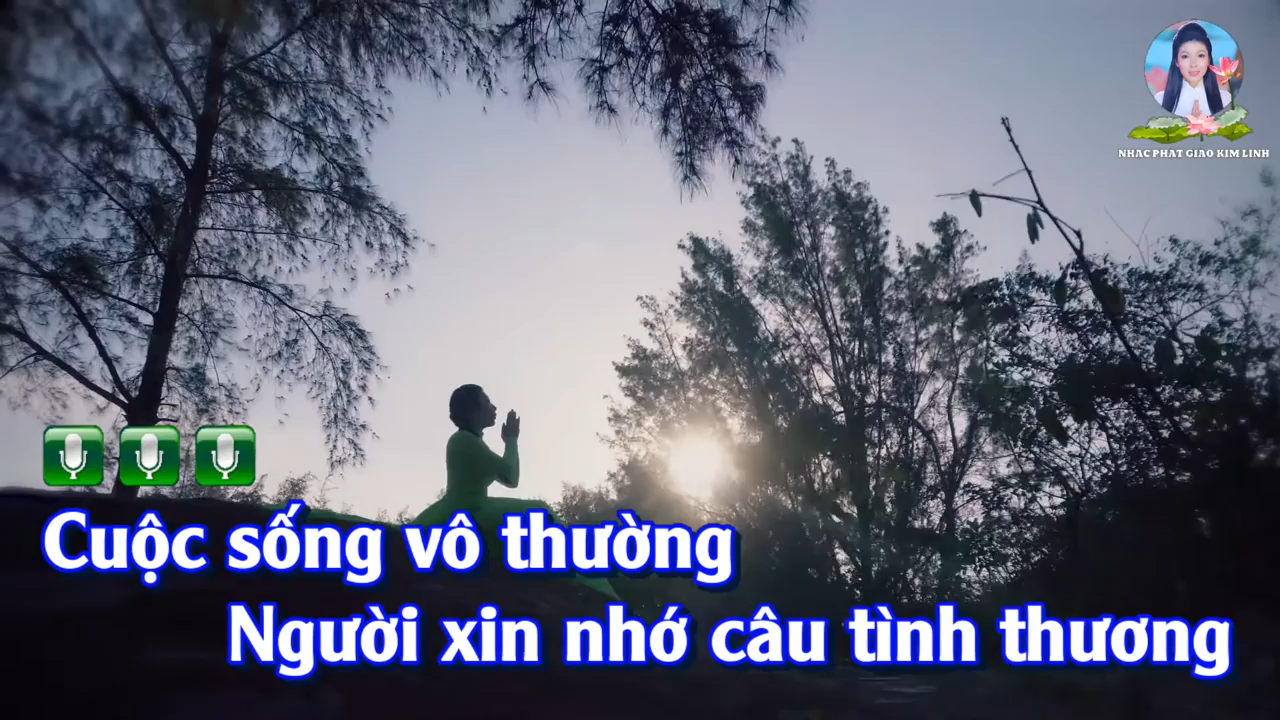 NHAC PHAT GIAO KIM LINH
Cuộc sống vô thường
Người xin nhớ câu tình thương